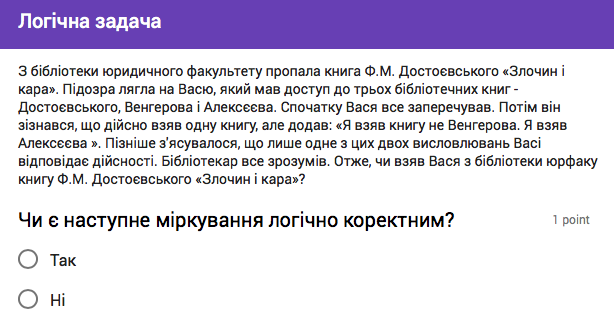 Логічна задача
З бібліотеки юридичного факультету пропала книга Ф.М. Достоєвського «Злочин і
кара». Підозра лягла на Васю, який мав доступ до трьох бібліотечних книг -
Достоєвського, Венгерова і Алексєєва. Спочатку Вася все заперечував. Потім він
зізнався, що дійсно взяв одну книгу, але додав: «Я взяв книгу не Венгерова. Я взяв
Алексєєва ». Пізніше з'ясувалося, що лише одне з цих двох висловлювань Васі
відповідає дійсності. Бібліотекар все зрозумів. Отже, чи взяв Вася з бібліотеки юрфаку
книгу Ф.М. Достоєвського «Злочин і кара»?
Чи є наступне міркування логічно коректним?
1 point
Так
Ні